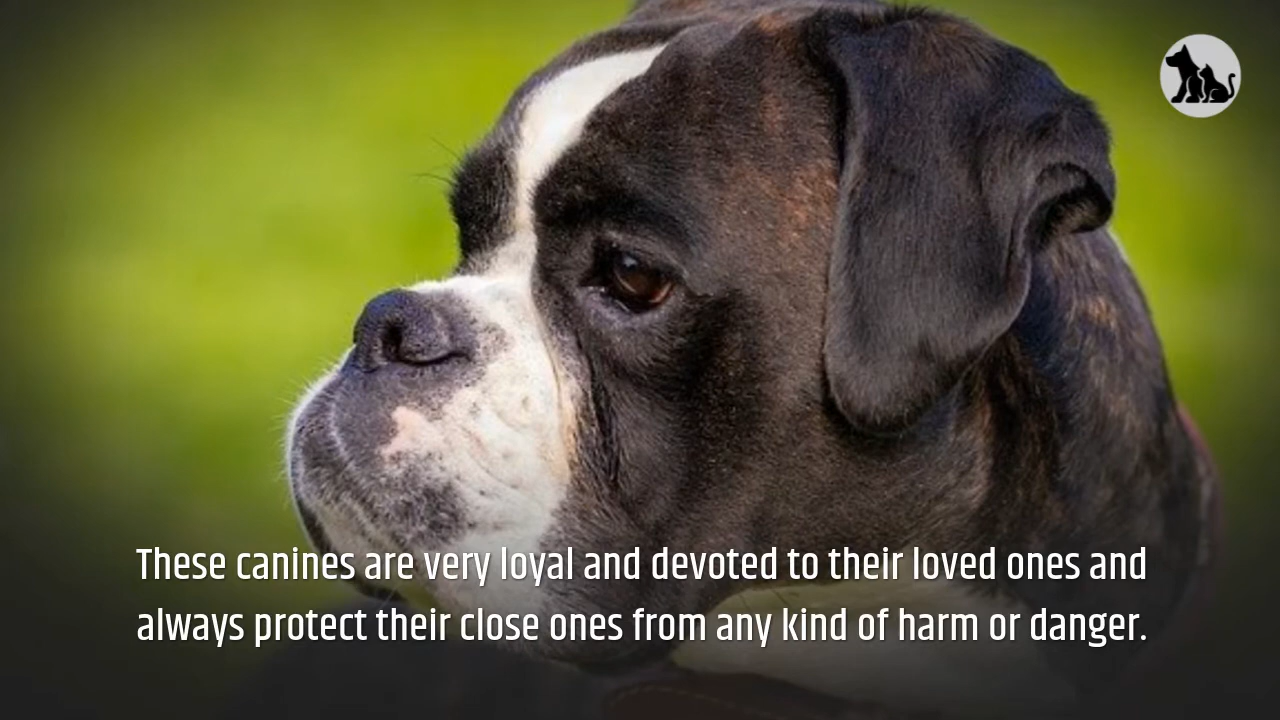 These canines are very loyal and devoted to their loved ones and
always protect their close ones from any kind of harm or danger.